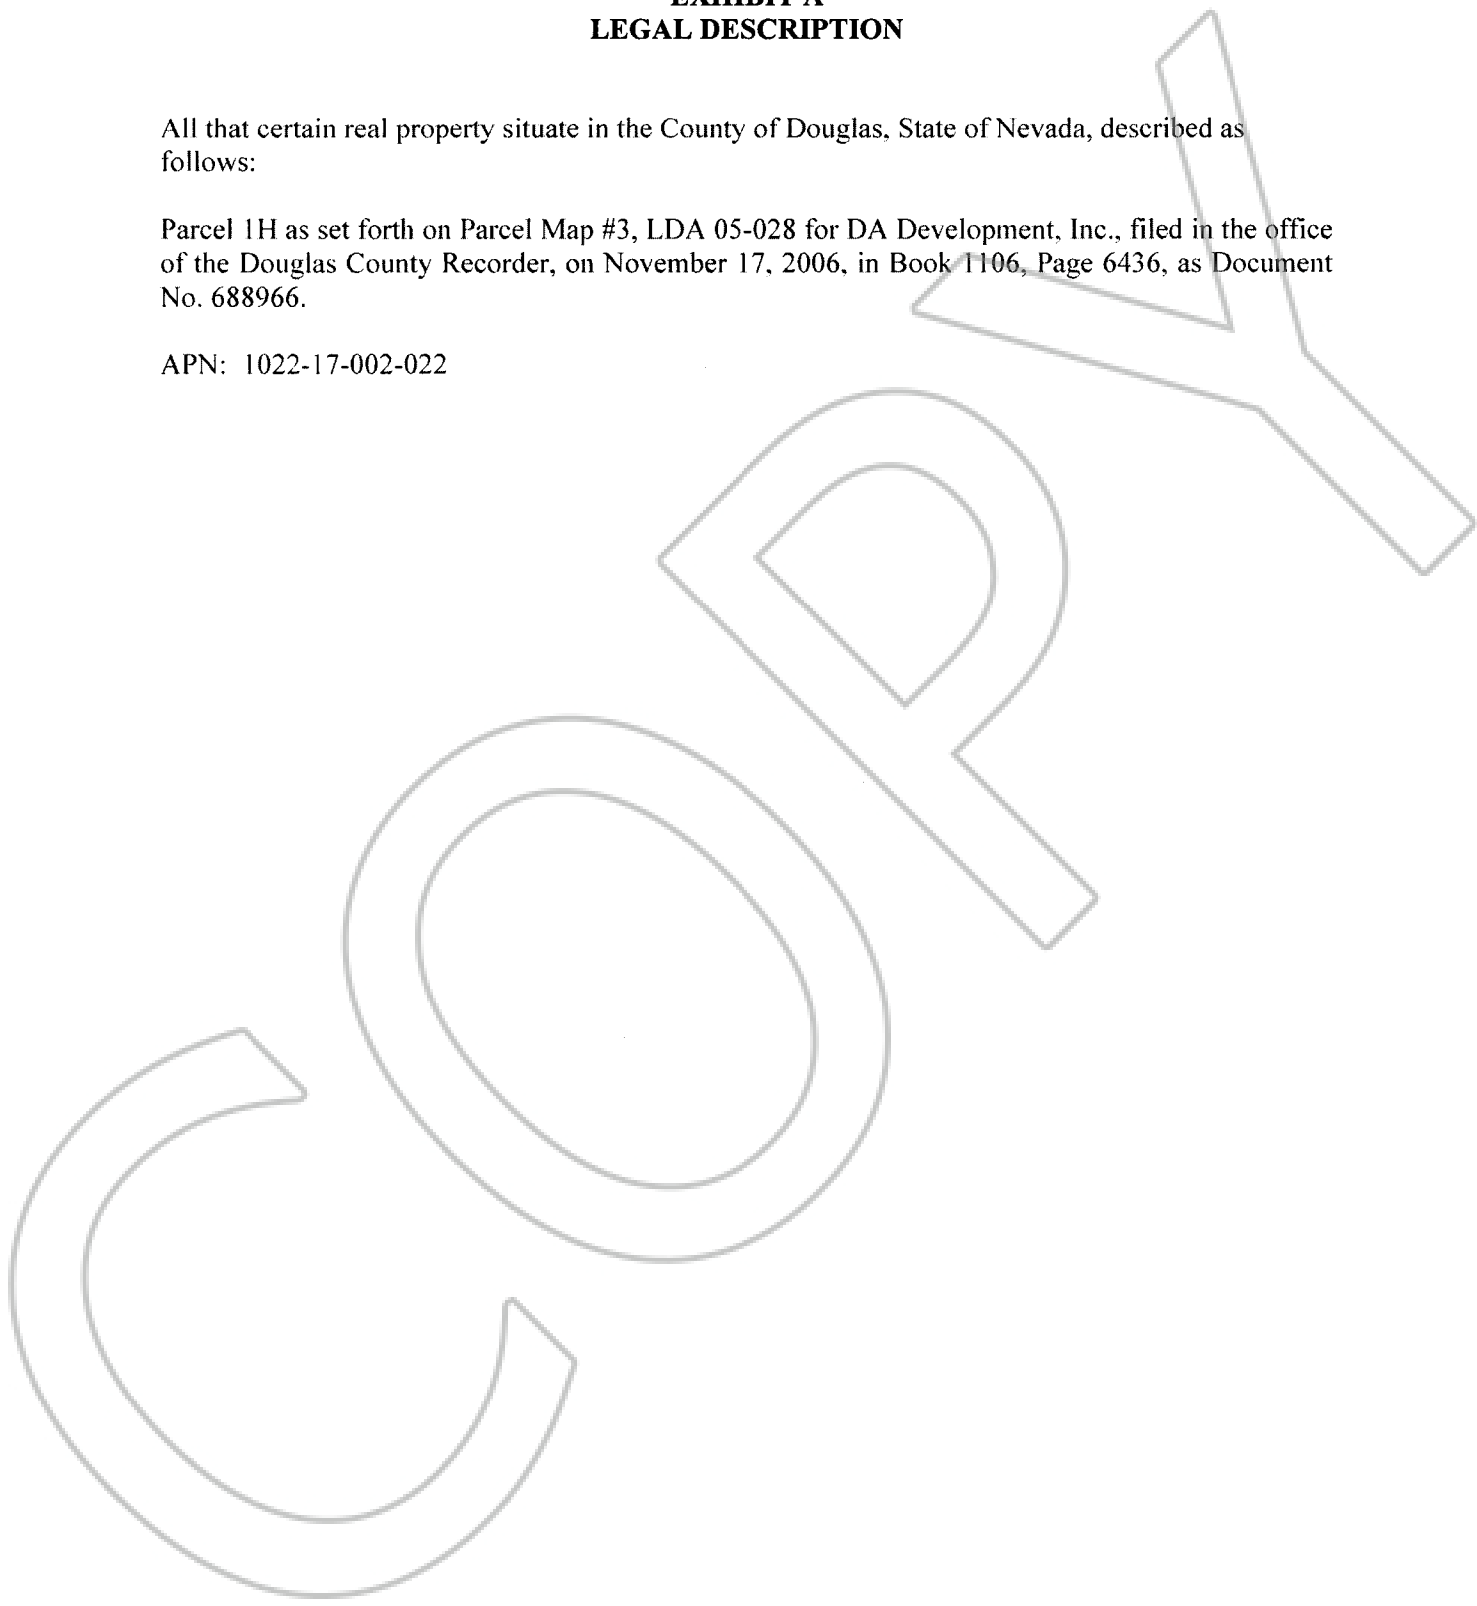 EXHIBIT A
LEGAL DESCRIPTION
All that certain real property situate in the County of Douglas, State of Nevada, described as
follows:
Parcel 1H as set forth on Parcel Map #3, LDA 05-028 for DA Development, Inc., filed in the office
of the Douglas County Recorder, on November 17, 2006, in Book 1106, Page 6436, as Document
No. 688966.
APN: 1022-17-002-022
COPY